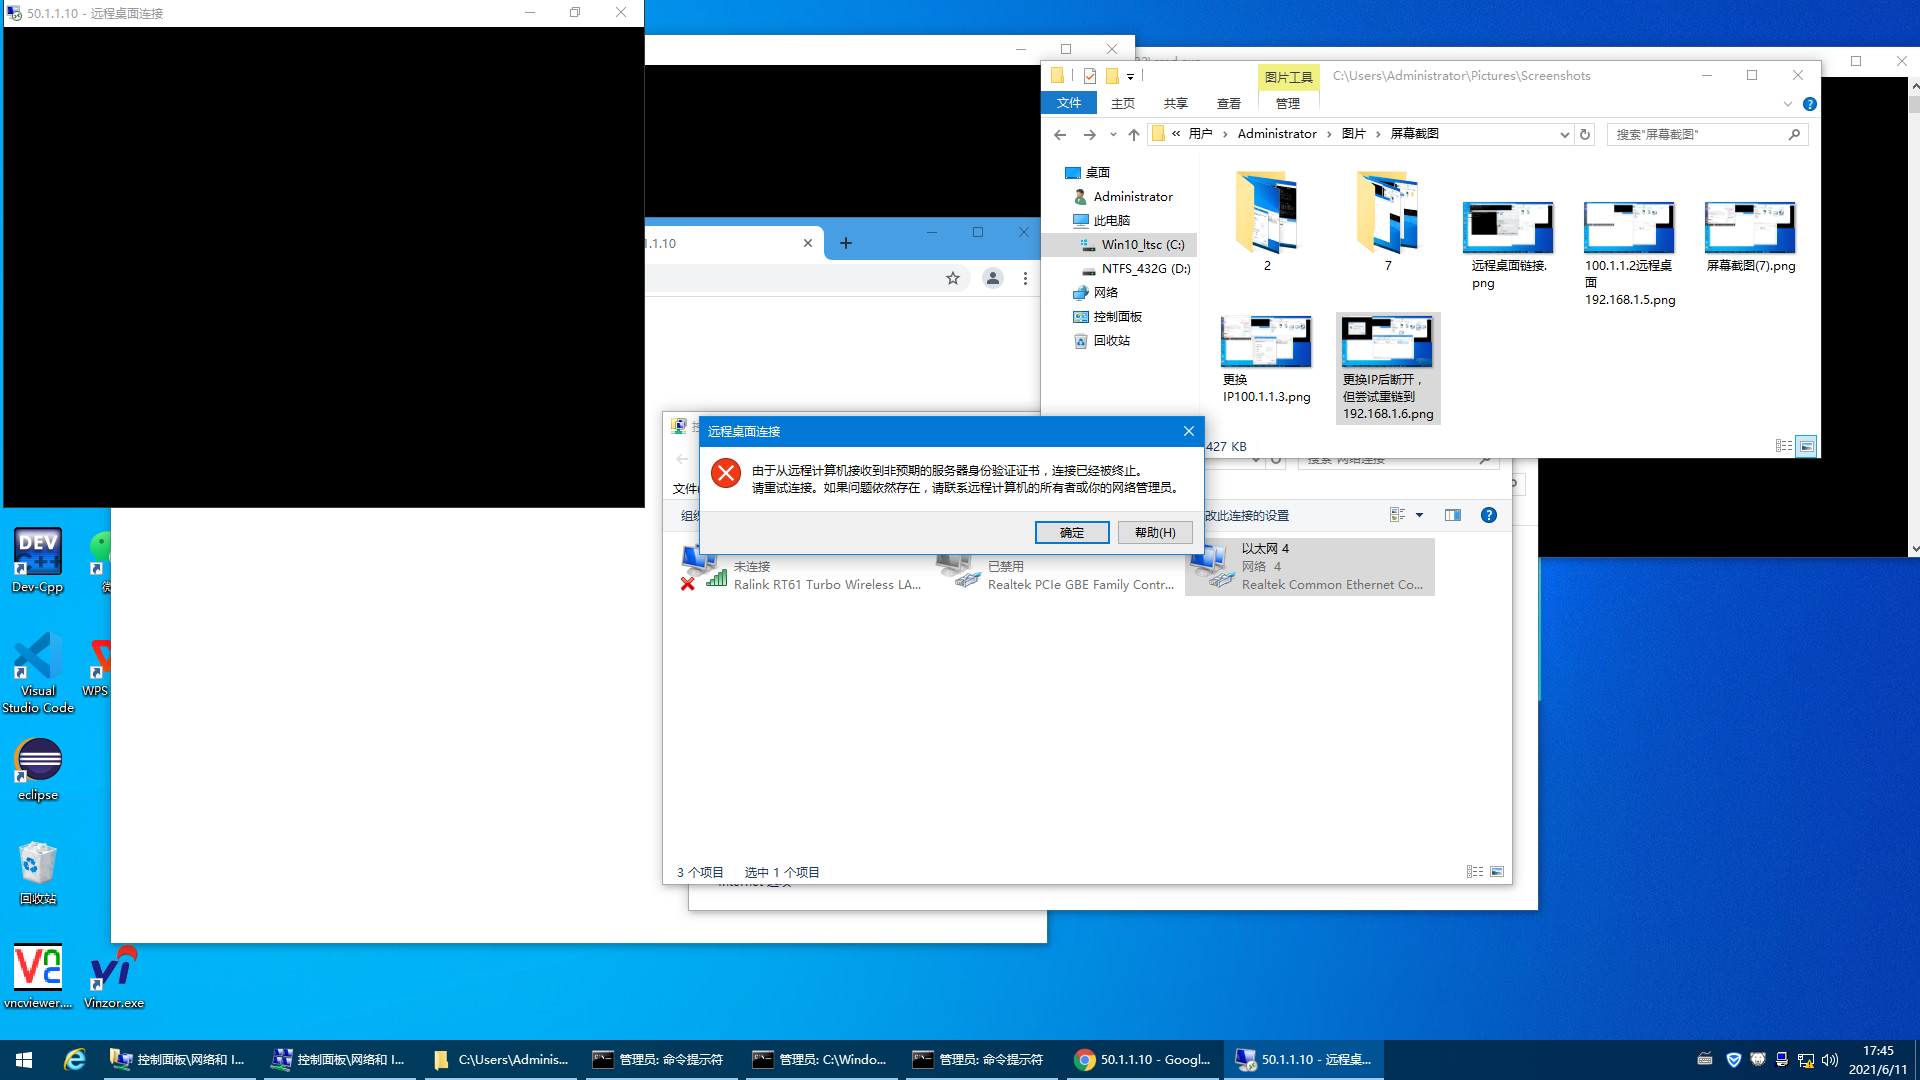 50.1.1.10 - 远程桌面连接
图片工具
C:\Users\Administrator\Pictures\Screenshots
文件
主页
共享
查看
管理
« 用户 › Administrator › 图片 › 屏幕截图
搜索"屏幕截图"
桌面
Administrator
此电脑
Win10_ltsc (C:)
NTFS_432G (D:)
网络
控制面板
回收站
2
7
远程桌面链接.
png
100.1.1.2远程桌
面
192.168.1.5.png
屏幕截图(7).png
更换
IP100.1.1.3.png
更换IP后断开，
但尝试重链到
192.168.1.6.png
427 KB
1.1.10
远程桌面连接
由于从远程计算机接收到非预期的服务器身份验证证书，连接已经被终止。
请重试连接。如果问题依然存在，请联系远程计算机的所有者或你的网络管理员。
确定
帮助(H)
文件(
搜索"网络连接"
组织
改此连接的设置
未连接
Ralink RT61 Turbo Wireless LA...
已禁用
Realtek PCIe GBE Family Contr...
以太网 4
网络 4
Realtek Common Ethernet Co...
3 个项目
选中 1 个项目
Internet 选项
DEV
C++
Dev-Cpp
微
Visual
Studio Code
WPS
eclipse
回收站
vncviewer....
Vinzor.exe
控制面板\网络和 I...
控制面板\网络和 I...
C:\Users\Adminis...
管理员: 命令提示符
管理员: C:\Windo...
管理员: 命令提示符
50.1.1.10 - Googl...
50.1.1.10 - 远程桌...
17:45
2021/6/11